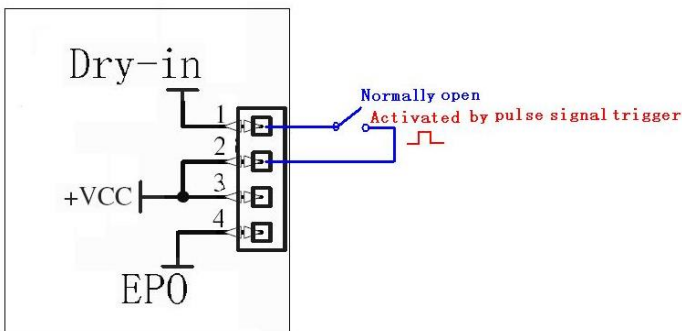 Dry-in
1
Normally open
Activated by pulse signal trigger
2
+VCC
3
4
EPO